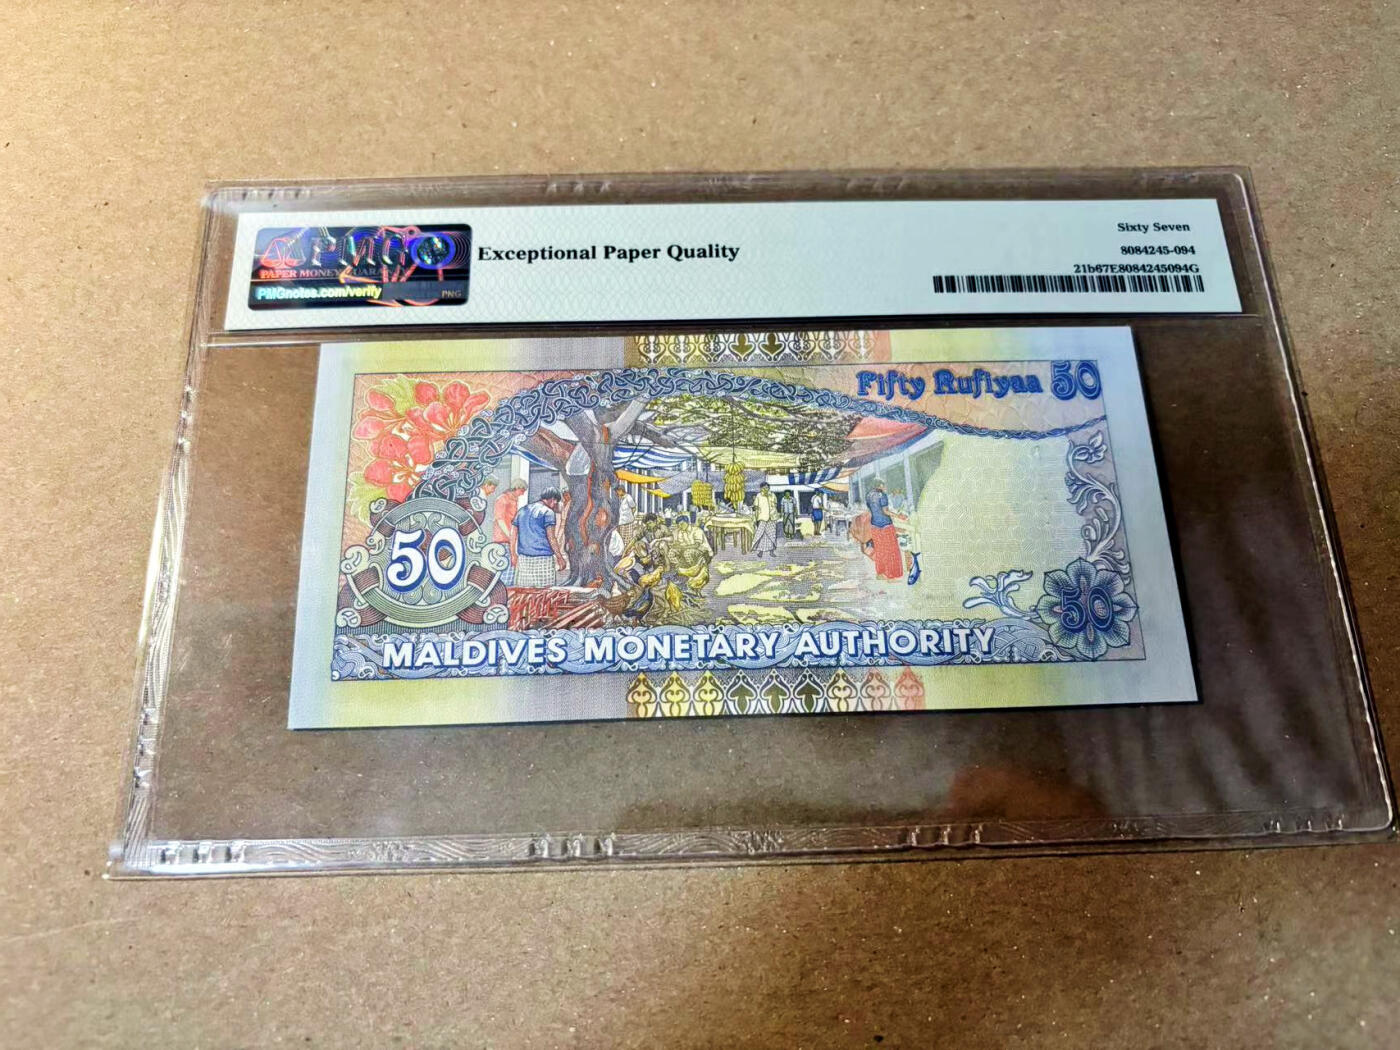 PMG
PAPER MONEY GUARANTY
PMGnotes.com/verify
PNG
Exceptional Paper Quality
Sixty Seven
8084245-094
21b67E8084245094G
Fifty Rufiyaa 50
50
50
MALDIVES MONETARY AUTHORITY